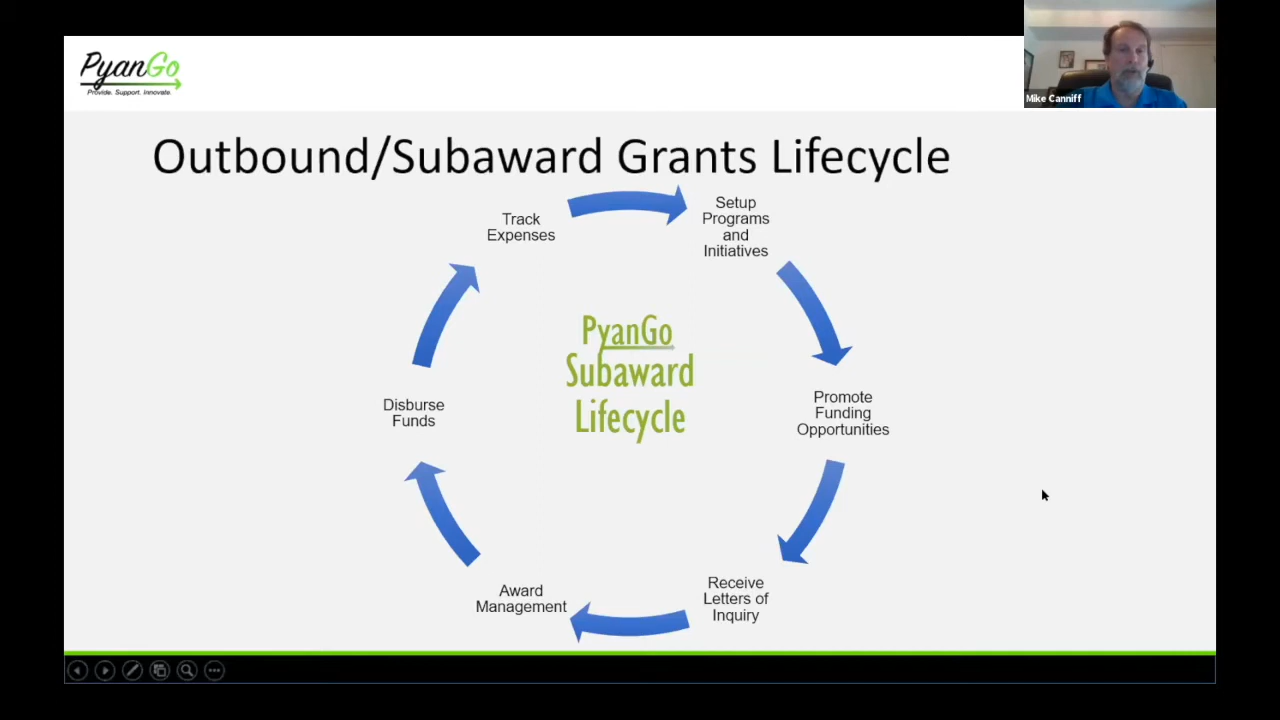 PyanGo
Provide. Support. Innovate.
Mike Canniff
Outbound/Subaward Grants Lifecycle
Setup
Programs
and
Initiatives
Promote
Funding
Opportunities
Receive
Letters of
Inquiry
Award
Management
Disburse
Funds
Track
Expenses
PyanGo
Subaward
Lifecycle